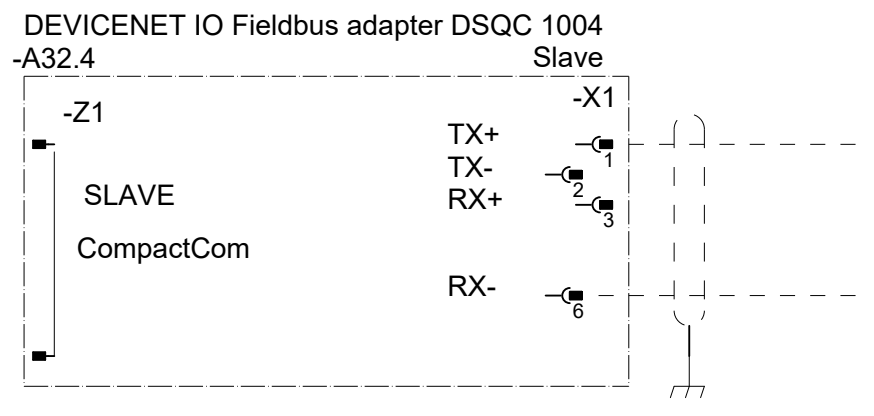 DEVICENET IO Fieldbus adapter DSQC 1004
-A32.4 Slave
-Z1 -X1
TX+ 1
TX- 2
SLAVE RX+ 3
CompactCom
RX- 6